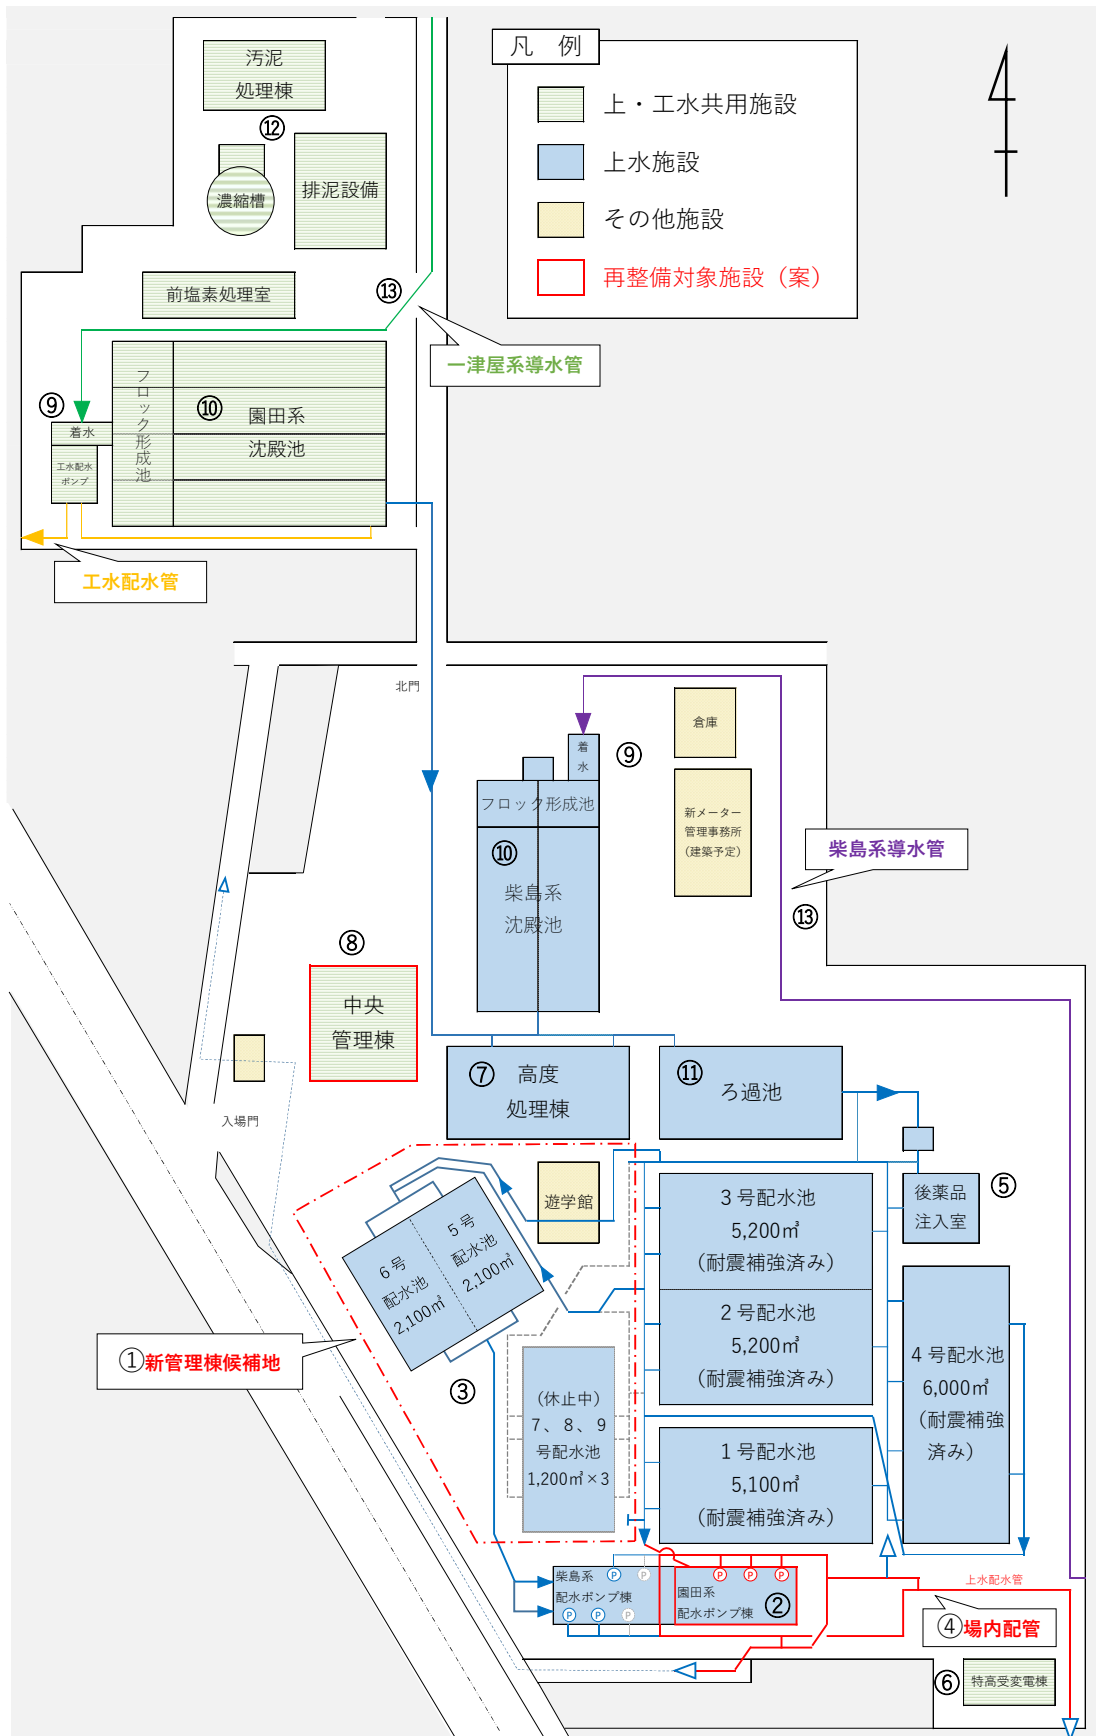 凡 例
上・工水共用施設
上水施設
その他施設
再整備対象施設（案）
汚泥
処理棟
⑫
濃縮槽
排泥設備
前塩素処理室
⑬
一津屋系導水管
フロック形成池
⑨
着水
⑩
園田系
沈殿池
工水配水
ポンプ
工水配水管
北門
着
水
⑨
倉庫
フロック形成池
新メーター
管理事務所
(建築予定)
⑩
柴島系
沈殿池
柴島系導水管
⑬
⑧
中央
管理棟
⑦
高度
処理棟
⑪
ろ過池
入場門
遊学館
3号配水池
5,200㎥
（耐震補強済み）
後薬品
注入室
⑤
5号
配水池
2,100㎥
6号
配水池
2,100㎥
2号配水池
5,200㎥
（耐震補強済み）
4号配水池
6,000㎥
（耐震補強
済み）
①新管理棟候補地
③
(休止中)
7、8、9
号配水池
1,200㎥×3
1号配水池
5,100㎥
（耐震補強済み）
柴島系
配水ポンプ棟
P
P
P
P
P
園田系
配水ポンプ棟
②
P
P
P
上水配水管
④場内配管
⑥
特高受変電棟